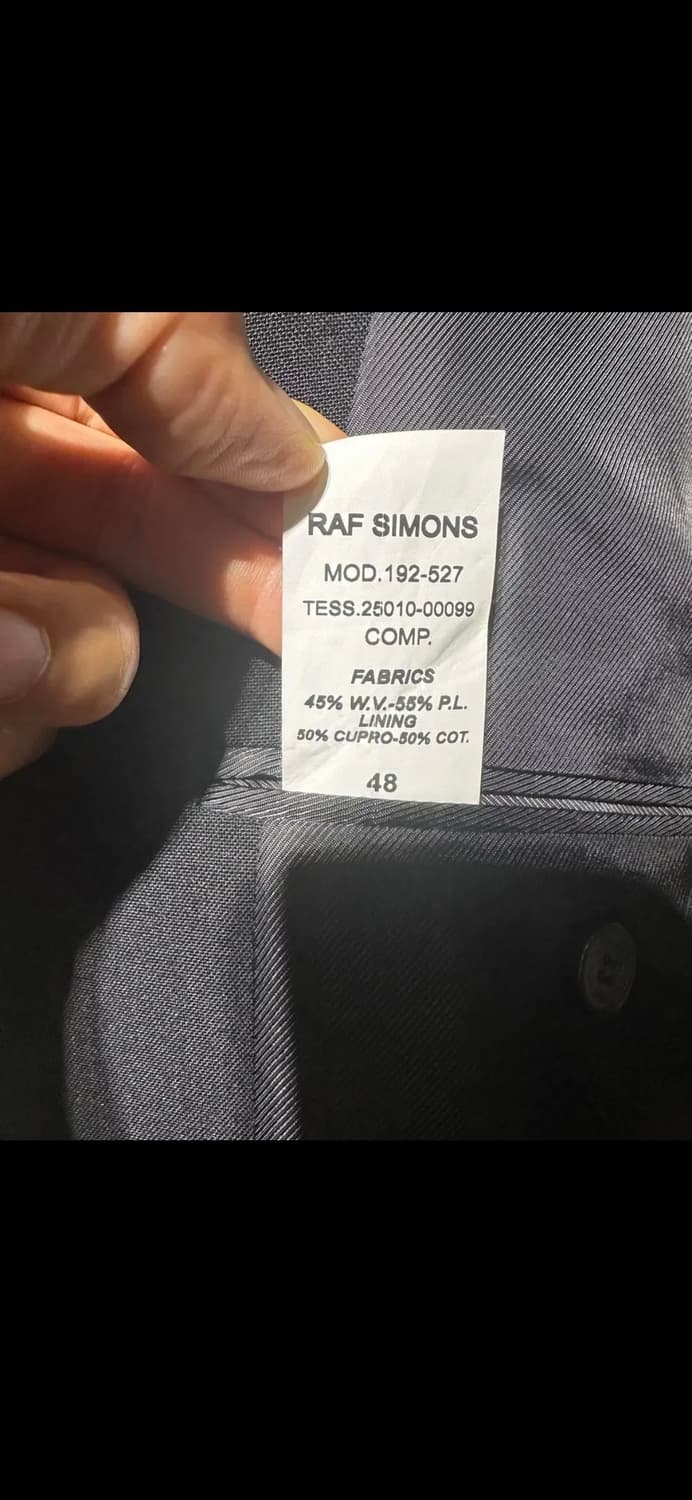 RAF SIMONS
MOD.192-527
TESS.25010-00099
COMP.
FABRICS
45% W.V.-55% P.L.
LINING
50% CUPRO-50% COT.
48